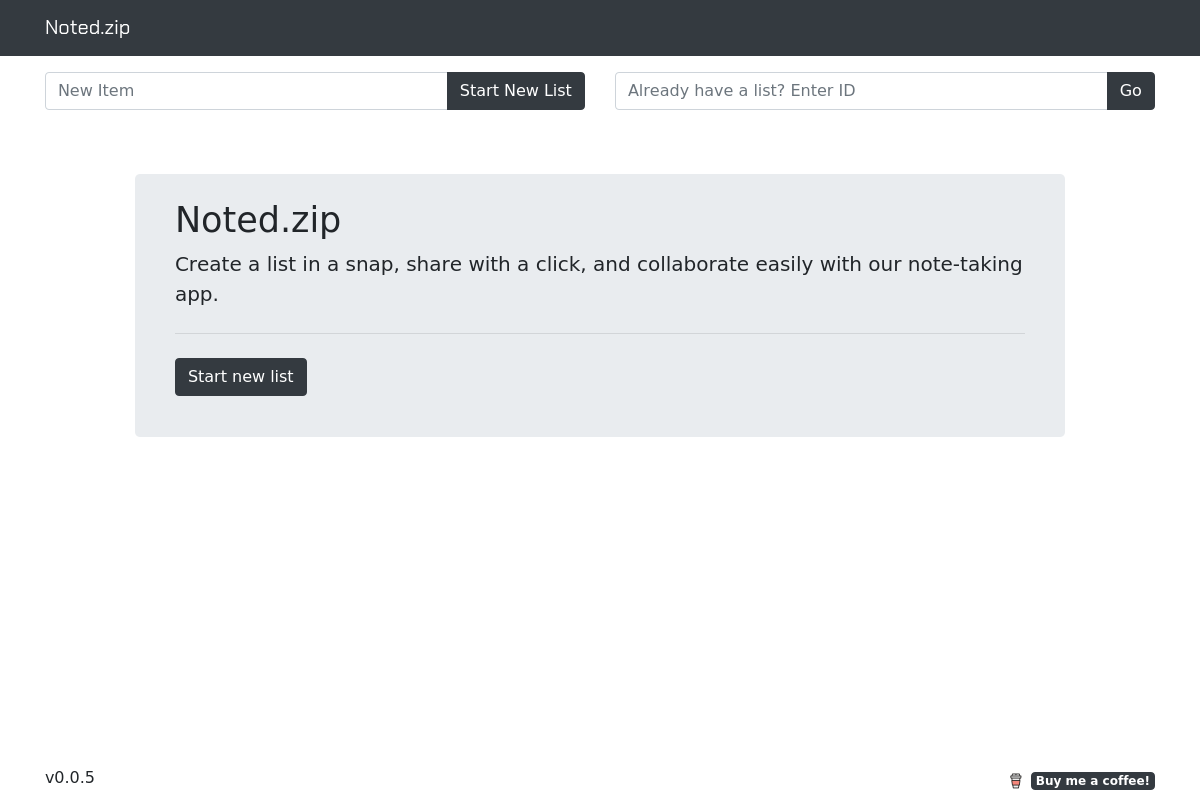 Noted.zip
New Item
Start New List
Already have a list? Enter ID
Go
Noted.zip
Create a list in a snap, share with a click, and collaborate easily with our note-taking
app.
Start new list
v0.0.5
Buy me a coffee!